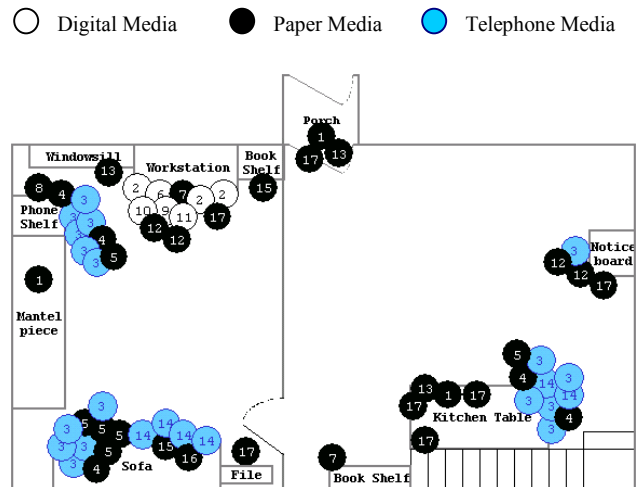 Digital Media Paper Media Telephone Media
Porch
1
17 13
Windowsill
13
Workstation
Book
Shelf
15
8 4 3
2 6 7 2 2
10 9 11 17
12 12
Phone
Shelf
3 3
3 4
3 5
3
1
Mantel
piece
3
Notice
board
12 12
17
5 3
4 14 3
3 3 14
4
3
13 1 17
17
Kitchen Table
17
3
5 5 5
3 3 3
5
3 4
14 14 14 14
15 16
Sofa
17
File
7
Book Shelf